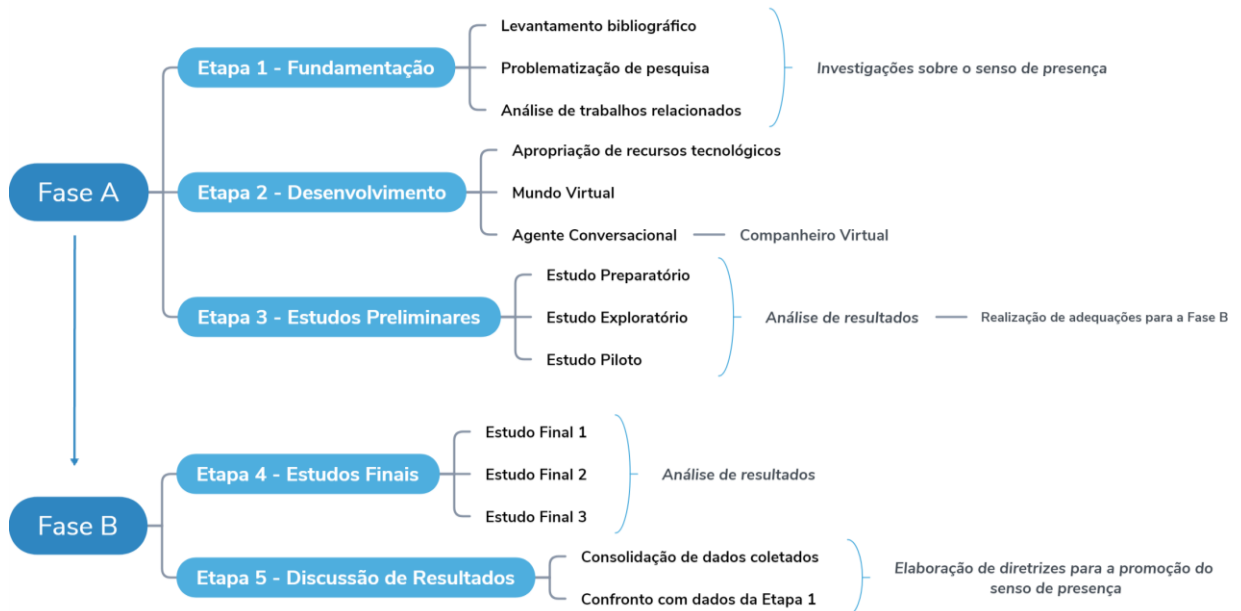 Fase A
Etapa 1 - Fundamentação
Levantamento bibliográfico
Problematização de pesquisa
Análise de trabalhos relacionados
Investigações sobre o senso de presença
Etapa 2 - Desenvolvimento
Apropriação de recursos tecnológicos
Mundo Virtual
Agente Conversacional
Companheiro Virtual
Etapa 3 - Estudos Preliminares
Estudo Preparatório
Estudo Exploratório
Estudo Piloto
Análise de resultados
Realização de adequações para a Fase B
Fase B
Etapa 4 - Estudos Finais
Estudo Final 1
Estudo Final 2
Estudo Final 3
Análise de resultados
Etapa 5 - Discussão de Resultados
Consolidação de dados coletados
Confronto com dados da Etapa 1
Elaboração de diretrizes para a promoção do
senso de presença